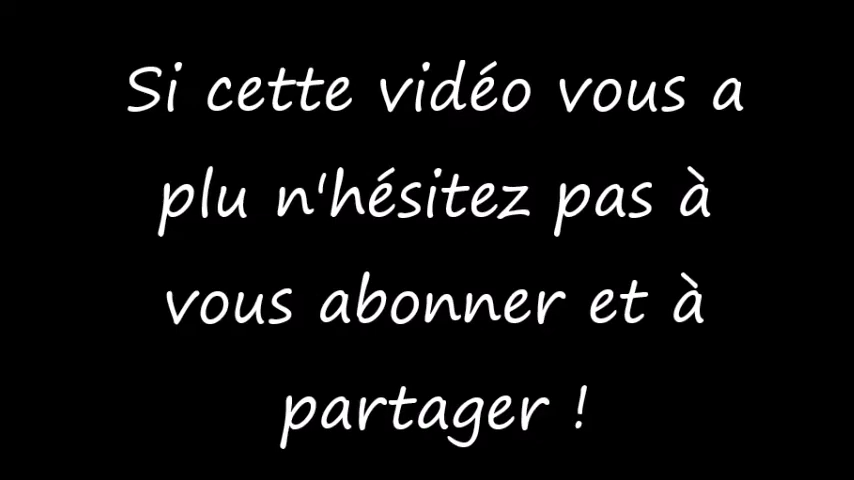 Si cette vidéo vous a
plu n'hésitez pas à
vous abonner et à
partager !